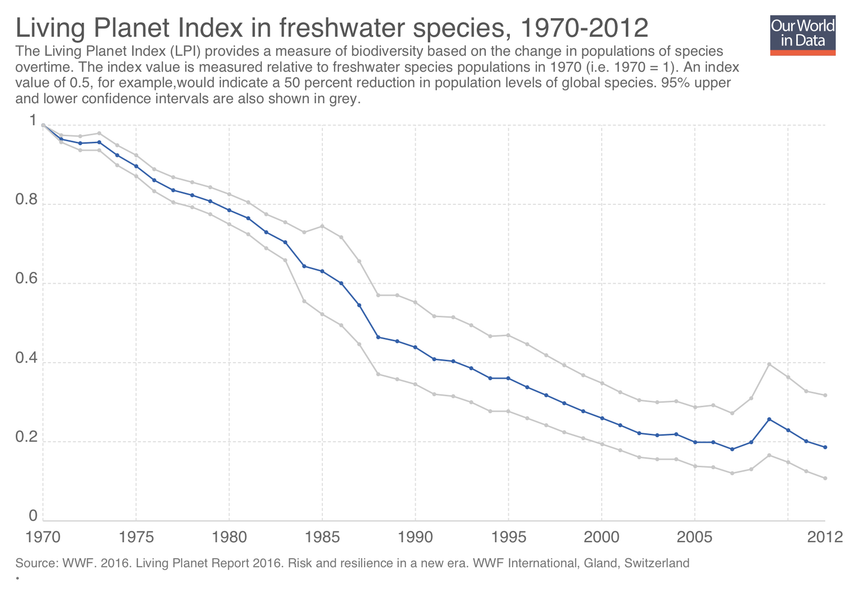 Living Planet Index in freshwater species, 1970-2012
Our World
in Data
The Living Planet Index (LPI) provides a measure of biodiversity based on the change in populations of species
overtime. The index value is measured relative to freshwater species populations in 1970 (i.e. 1970 = 1). An index
value of 0.5, for example,would indicate a 50 percent reduction in population levels of global species. 95% upper
and lower confidence intervals are also shown in grey.
1
0.8
0.6
0.4
0.2
0
1970 1975 1980 1985 1990 1995 2000 2005 2012
Source: WWF. 2016. Living Planet Report 2016. Risk and resilience in a new era. WWF International, Gland, Switzerland